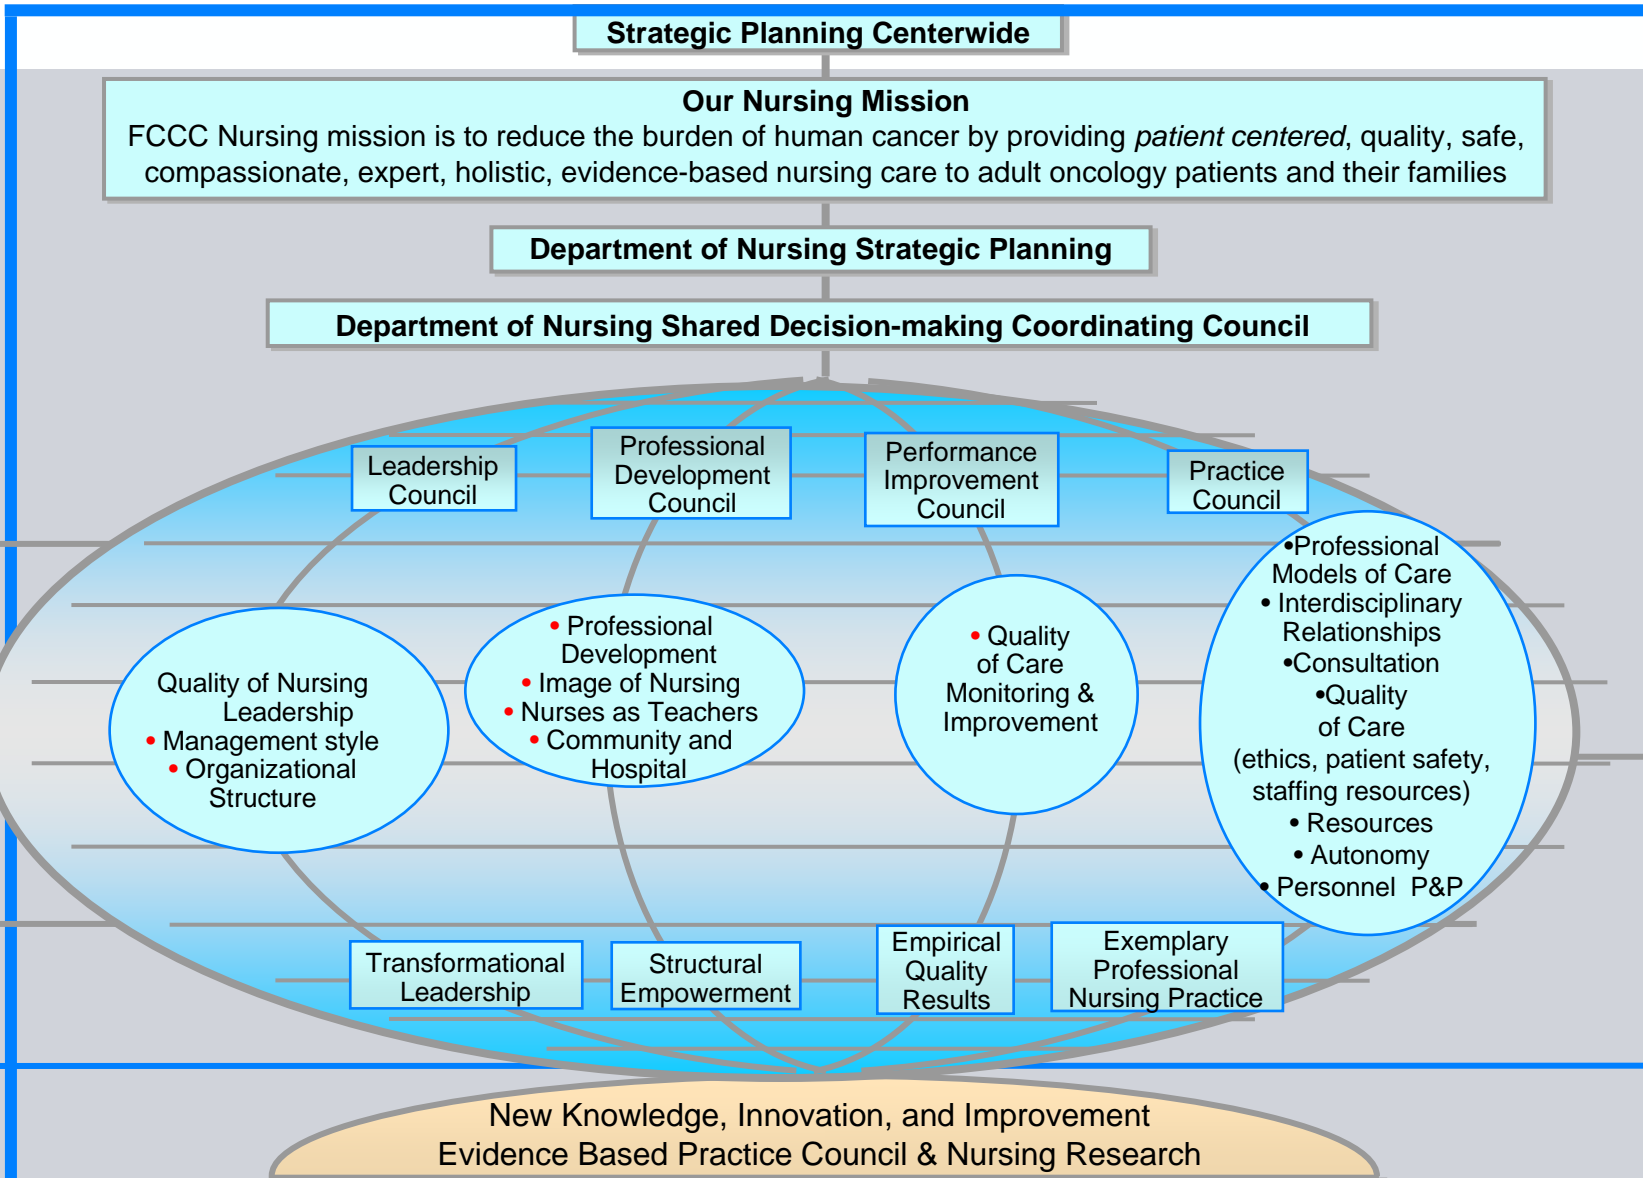 Strategic Planning Centerwide
Our Nursing Mission
FCCC Nursing mission is to reduce the burden of human cancer by providing patient centered, quality, safe,
compassionate, expert, holistic, evidence-based nursing care to adult oncology patients and their families
Department of Nursing Strategic Planning
Department of Nursing Shared Decision-making Coordinating Council
Leadership
Council
Professional
Development
Council
Performance
Improvement
Council
Practice
Council
Quality of Nursing
Leadership
• Management style
• Organizational
Structure
• Professional
Development
• Image of Nursing
• Nurses as Teachers
• Community and
Hospital
• Quality
of Care
Monitoring &
Improvement
•Professional
Models of Care
• Interdisciplinary
Relationships
•Consultation
•Quality
of Care
(ethics, patient safety,
staffing resources)
• Resources
• Autonomy
• Personnel P&P
Transformational
Leadership
Structural
Empowerment
Empirical
Quality
Results
Exemplary
Professional
Nursing Practice
New Knowledge, Innovation, and Improvement
Evidence Based Practice Council & Nursing Research